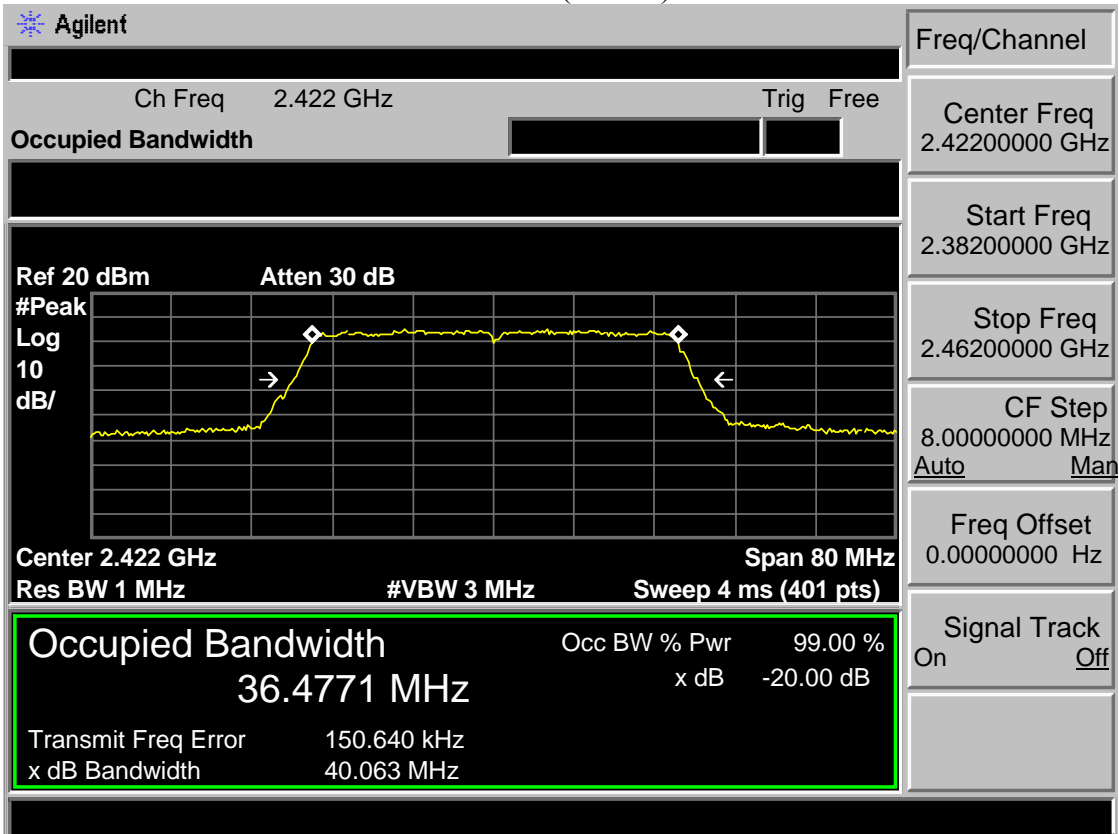 Agilent
Freq/Channel
Ch Freq 2.422 GHz Trig Free
Occupied Bandwidth
Center Freq
2.42200000 GHz
Start Freq
2.38200000 GHz
Ref 20 dBm Atten 30 dB
#Peak
Log
10
dB/
Stop Freq
2.46200000 GHz
CF Step
8.00000000 MHz
Auto Man
Freq Offset
0.00000000 Hz
Center 2.422 GHz Span 80 MHz
Res BW 1 MHz #VBW 3 MHz Sweep 4 ms (401 pts)
Signal Track
On Off
Occupied Bandwidth
36.4771 MHz
Occ BW % Pwr 99.00 %
x dB -20.00 dB
Transmit Freq Error 150.640 kHz
x dB Bandwidth 40.063 MHz